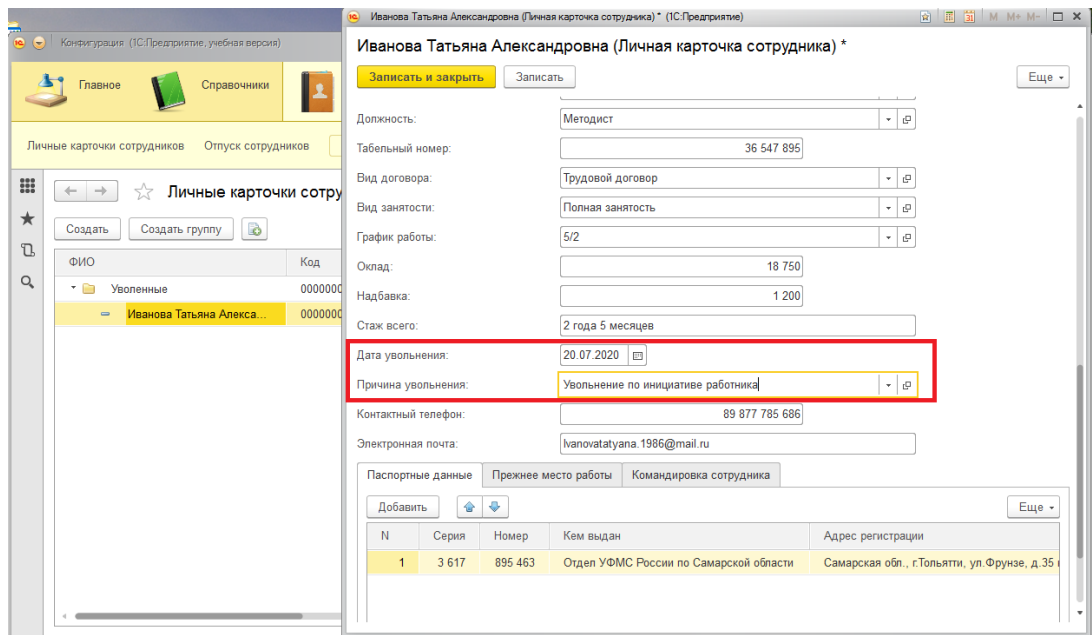 Иванова Татьяна Александровна (Личная карточка сотрудника) * (1С:Предприятие)
M M+ M-
Конфигурация (1С:Предприятие, учебная версия)
Иванова Татьяна Александровна (Личная карточка сотрудника) *
Записать и закрыть Записать Еще
Главное Справочники
Должность: Методист
Личные карточки сотрудников Отпуск сотрудников
Табельный номер: 36 547 895
Вид договора: Трудовой договор
Личные карточки сотру
Вид занятости: Полная занятость
Создать Создать группу
График работы: 5/2
ФИО Код
Оклад: 18 750
Уволенные 0000000
Надбавка: 1 200
Иванова Татьяна Алекса... 0000000
Стаж всего: 2 года 5 месяцев
Дата увольнения: 20.07.2020
Причина увольнения: Увольнение по инициативе работника
Контактный телефон: 89 877 785 686
Электронная почта: Ivanovatatyana.1986@mail.ru
Паспортные данные Прежнее место работы Командировка сотрудника
Добавить Еще
N Серия Номер Кем выдан Адрес регистрации
1 3 617 895 463 Отдел УФМС России по Самарской области Самарская обл., г.Тольятти, ул.Фрунзе, д.35